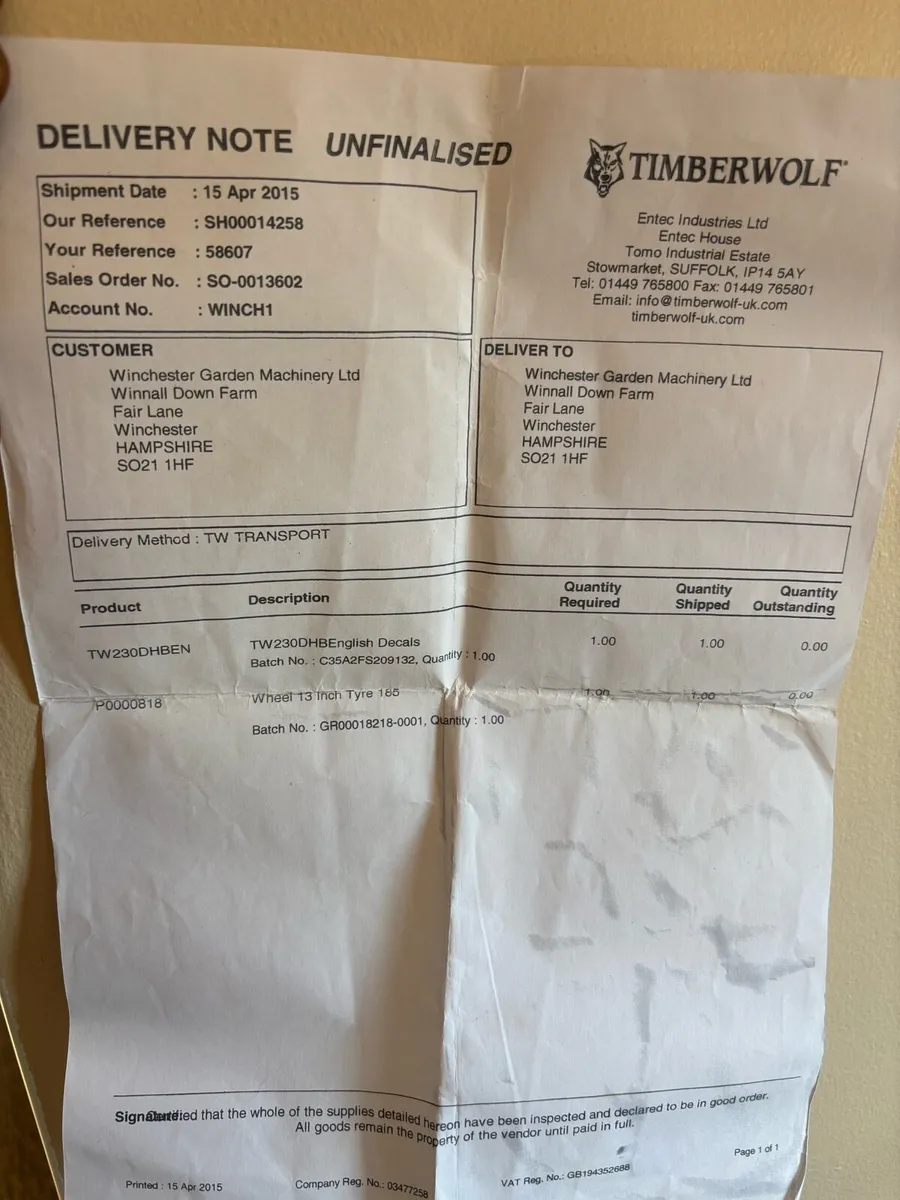 DELIVERY NOTE UNFINALISED
TIMBERWOLF
Shipment Date : 15 Apr 2015
Our Reference : SH00014258
Your Reference : 58607
Sales Order No. : SO-0013602
Account No. : WINCH1
Entec Industries Ltd
Entec House
Tomo Industrial Estate
Stowmarket, SUFFOLK, IP14 5AY
Tel: 01449 765800 Fax: 01449 765801
Email: info@timberwolf-uk.com
timberwolf-uk.com
CUSTOMER
Winchester Garden Machinery Ltd
Winnall Down Farm
Fair Lane
Winchester
HAMPSHIRE
SO21 1HF
DELIVER TO
Winchester Garden Machinery Ltd
Winnall Down Farm
Fair Lane
Winchester
HAMPSHIRE
SO21 1HF
Delivery Method : TW TRANSPORT
Product Description Quantity Required Quantity Shipped Quantity Outstanding
TW230DHBEN TW230DHBEnglish Decals 1.00 1.00 0.00
Batch No. : C35A2FS209132, Quantity : 1.00
P0000818 Wheel 13 Inch Tyre 185 1.00 1.00 0.00
Batch No. : GR00018218-0001, Quantity : 1.00
Signature: Certified that the whole of the supplies detailed hereon have been inspected and declared to be in good order.
All goods remain the property of the vendor until paid in full.
Page 1 of 1
Printed : 15 Apr 2015 Company Reg. No.: 03477258 VAT Reg. No.: GB194352688